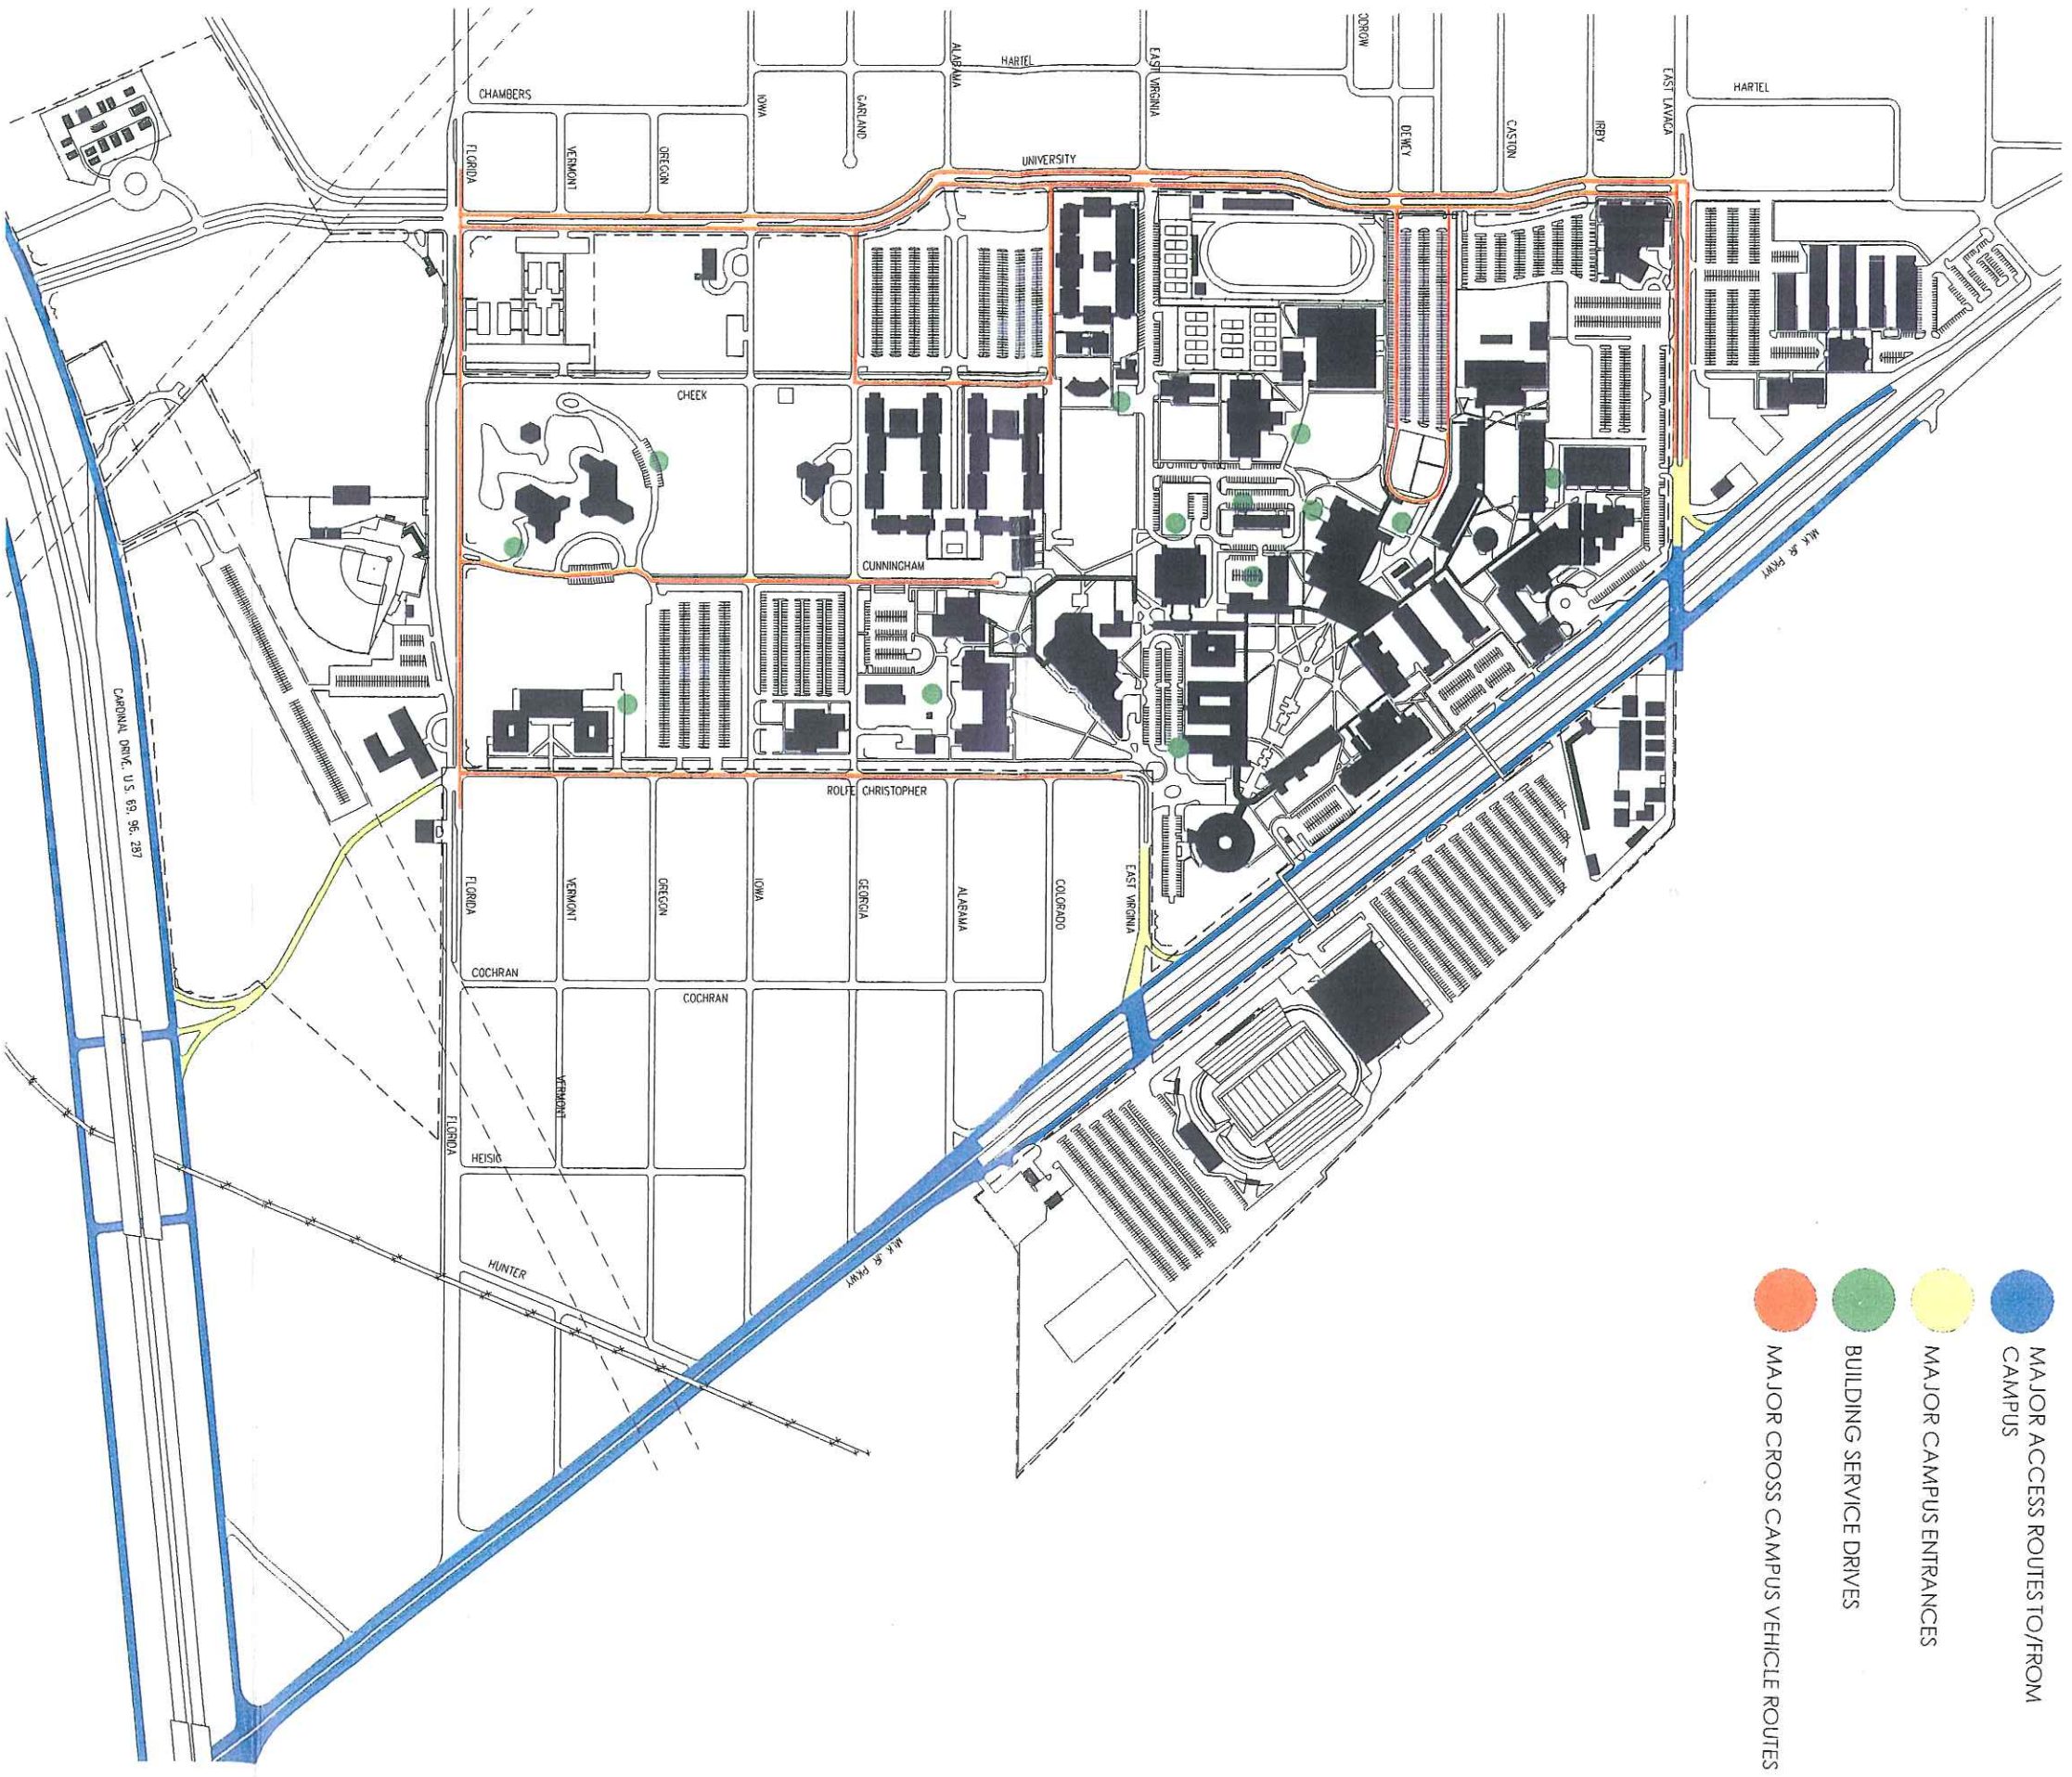 ODROW
HARTEL
ALABAMA
EAST VIRGINIA
EAST LAVACA
HARTEL
CHAMBERS
IOWA
GARLAND
DEWEY
CASTON
IRBY
FLORIDA
VERMONT
OREGON
UNIVERSITY
CHEEK
MLK JR PKWY
CUNNINGHAM
CARDINAL DRIVE, U.S. 69, 96, 287
ROLFE CHRISTOPHER
FLORIDA
VERMONT
OREGON
IOWA
GEORGIA
ALABAMA
COLORADO
EAST VIRGINIA
COCHRAN
COCHRAN
VERMONT
FLORIDA
HEISIG
HUNTER
MLK JR PKWY
MAJOR ACCESS ROUTES TO/FROM
CAMPUS
MAJOR CAMPUS ENTRANCES
BUILDING SERVICE DRIVES
MAJOR CROSS CAMPUS VEHICLE ROUTES